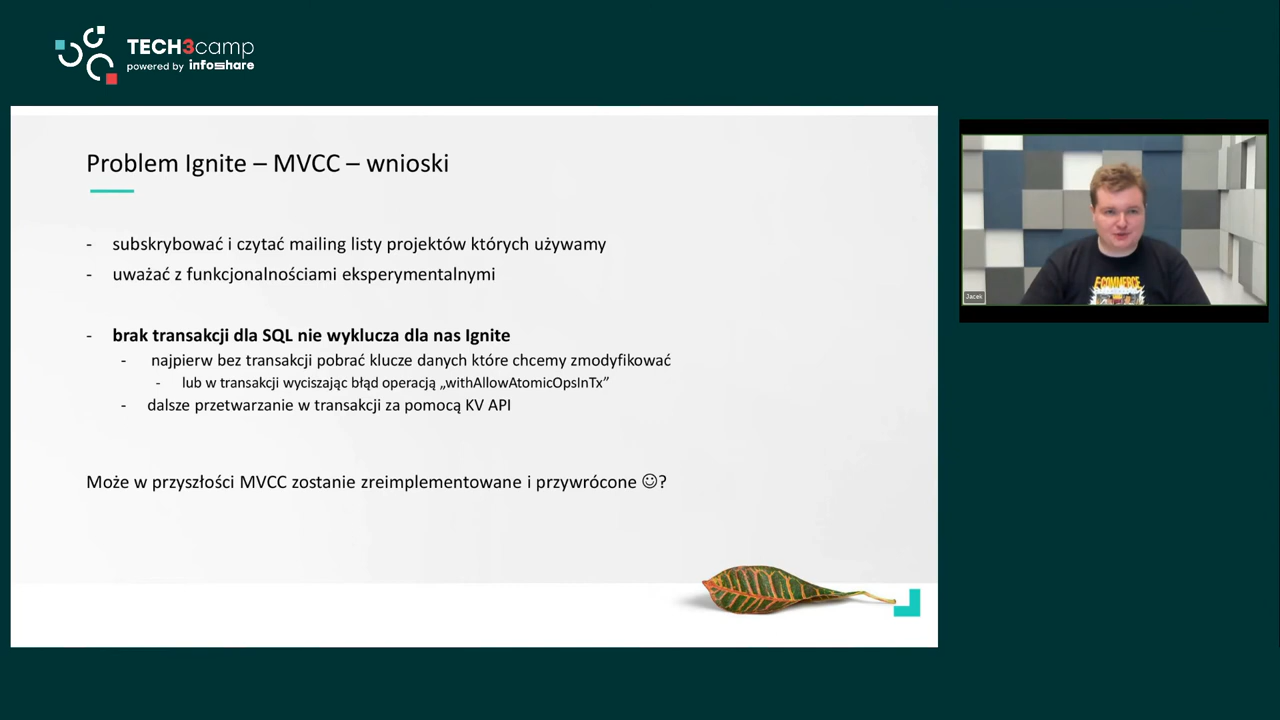 TECH3camp
powered by infoshare
Problem Ignite – MVCC – wnioski
- subskrybować i czytać mailing listy projektów których używamy
- uważać z funkcjonalnościami eksperymentalnymi
- brak transakcji dla SQL nie wyklucza dla nas Ignite
- najpierw bez transakcji pobrać klucze danych które chcemy zmodyfikować
- lub w transakcji wyciszając błąd operacją „withAllowAtomicOpsInTx”
- dalsze przetwarzanie w transakcji za pomocą KV API
Może w przyszłości MVCC zostanie zreimplementowane i przywrócone ☺?
Jacek
ECOMMERCE